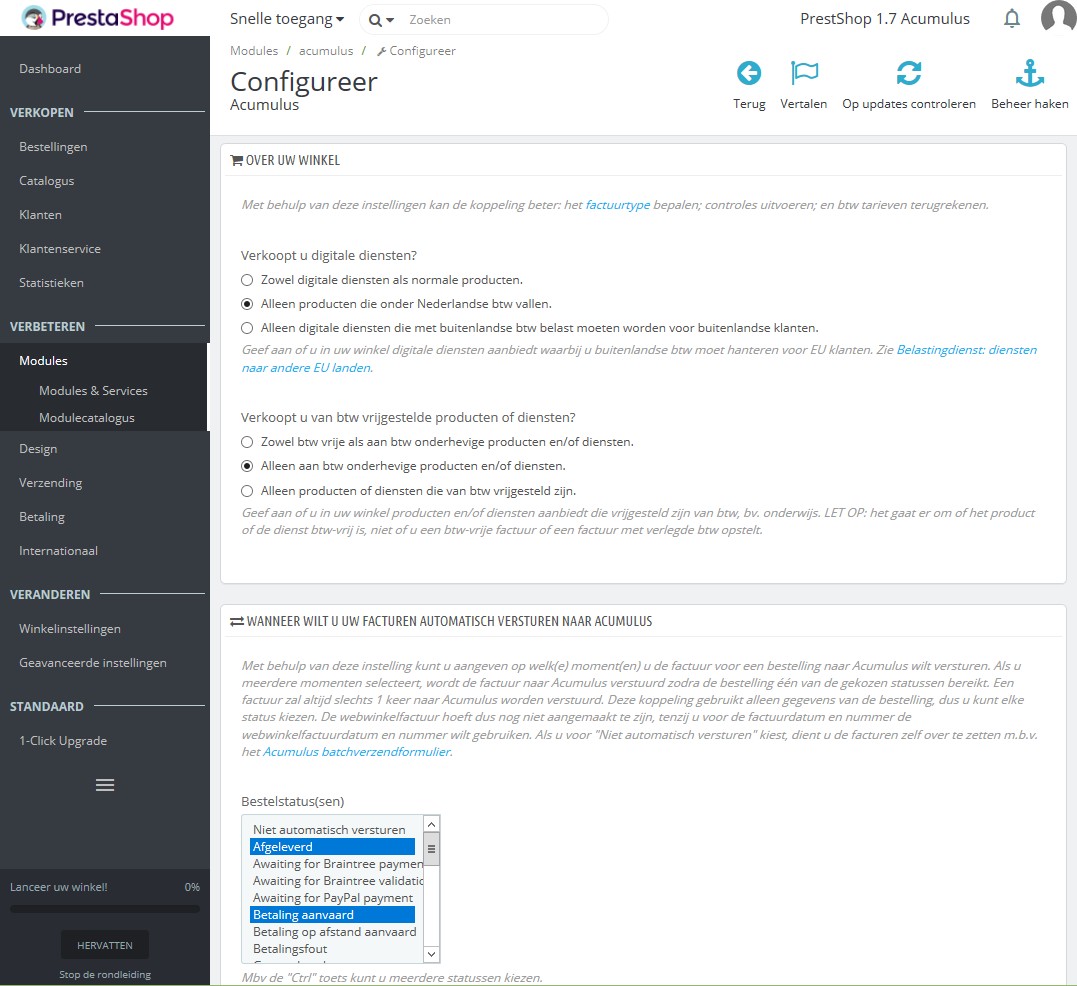 PrestaShop
Snelle toegang
Zoeken
PrestShop 1.7 Acumulus
Modules / acumulus / Configureer
Configureer
Acumulus
Terug
Vertalen
Op updates controleren
Beheer haken
Dashboard
VERKOPEN
Bestellingen
Catalogus
Klanten
Klantenservice
Statistieken
VERBETEREN
Modules
Modules & Services
Modulecatalogus
Design
Verzending
Betaling
Internationaal
VERANDEREN
Winkelinstellingen
Geavanceerde instellingen
STANDAARD
1-Click Upgrade
Lanceer uw winkel! 0%
HERVATTEN
Stop de rondleiding
OVER UW WINKEL
Met behulp van deze instellingen kan de koppeling beter: het factuurtype bepalen; controles uitvoeren; en btw tarieven terugrekenen.
Verkoopt u digitale diensten?
Zowel digitale diensten als normale producten.
Alleen producten die onder Nederlandse btw vallen.
Alleen digitale diensten die met buitenlandse btw belast moeten worden voor buitenlandse klanten.
Geef aan of u in uw winkel digitale diensten aanbiedt waarbij u buitenlandse btw moet hanteren voor EU klanten. Zie Belastingdienst: diensten
naar andere EU landen.
Verkoopt u van btw vrijgestelde producten of diensten?
Zowel btw vrije als aan btw onderhevige producten en/of diensten.
Alleen aan btw onderhevige producten en/of diensten.
Alleen producten of diensten die van btw vrijgesteld zijn.
Geef aan of u in uw winkel producten en/of diensten aanbiedt die vrijgesteld zijn van btw, bv. onderwijs. LET OP: het gaat er om of het product
of de dienst btw-vrij is, niet of u een btw-vrije factuur of een factuur met verlegde btw opstelt.
WANNEER WILT U UW FACTUREN AUTOMATISCH VERSTUREN NAAR ACUMULUS
Met behulp van deze instelling kunt u aangeven op welk(e) moment(en) u de factuur voor een bestelling naar Acumulus wilt versturen. Als u
meerdere momenten selecteert, wordt de factuur naar Acumulus verstuurd zodra de bestelling één van de gekozen statussen bereikt. Een
factuur zal altijd slechts 1 keer naar Acumulus worden verstuurd. Deze koppeling gebruikt alleen gegevens van de bestelling, dus u kunt elke
status kiezen. De webwinkelfactuur hoeft dus nog niet aangemaakt te zijn, tenzij u voor de factuurdatum en nummer de
webwinkelfactuurdatum en nummer wilt gebruiken. Als u voor "Niet automatisch versturen" kiest, dient u de facturen zelf over te zetten m.b.v.
het Acumulus batchverzendformulier.
Bestelstatus(sen)
Niet automatisch versturen
Afgeleverd
Awaiting for Braintree paymen
Awaiting for Braintree validatic
Awaiting for PayPal payment
Betaling aanvaard
Betaling op afstand aanvaard
Betalingsfout
Mbv de "Ctrl" toets kunt u meerdere statussen kiezen.